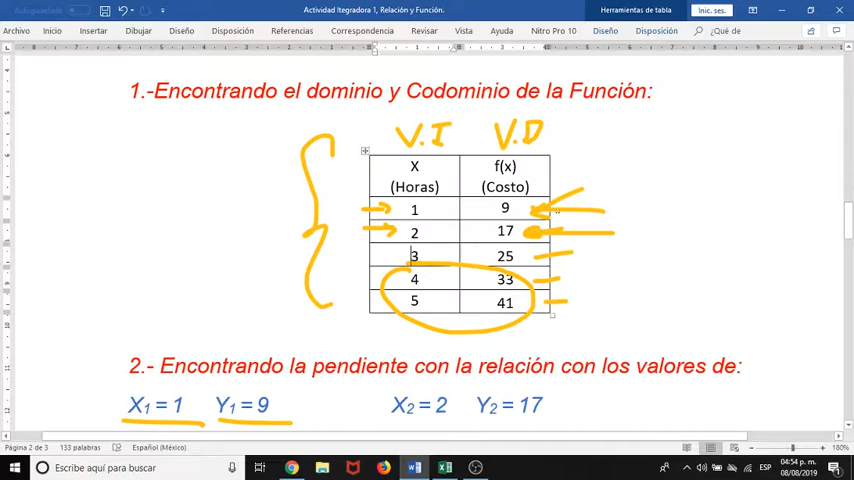 Autoguardado
Actividad Integradora 1, Relación y Función.
Herramientas de tabla
Inic. ses.
Archivo Inicio Insertar Dibujar Diseño Referencias Correspondencia Revisar Vista Ayuda Nitro Pro 10 Diseño Disposición ¿Qué de
1.-Encontrando el dominio y Codominio de la Función:
V.I V.D
X f(x)
(Horas) (Costo)
1 9
2 17
3 25
4 33
5 41
2.- Encontrando la pendiente con la relación con los valores de:
X1 = 1 Y1 = 9 X2 = 2 Y2 = 17
Página 2 de 3 133 palabras Español (México) 180%
Escribe aquí para buscar
ESP
04:54 p. m.
08/08/2019